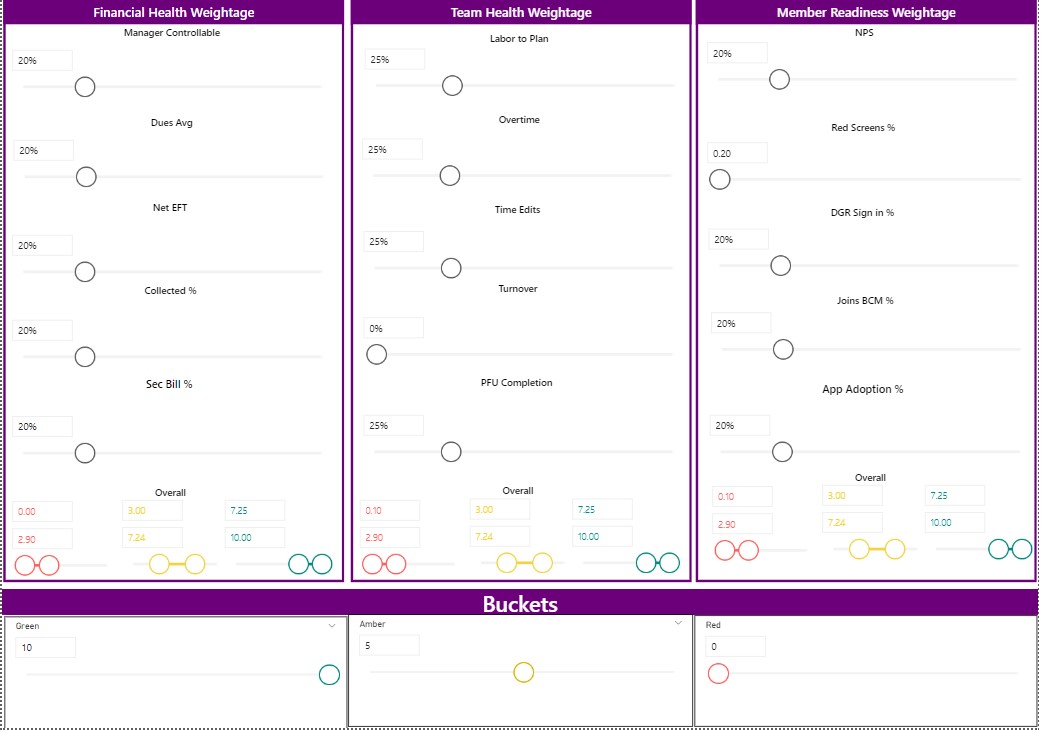 Financial Health Weightage
Manager Controllable
20%
Dues Avg
20%
Net EFT
20%
Collected %
20%
Sec Bill %
20%
Overall
0.00 3.00 7.25
2.90 7.24 10.00
Team Health Weightage
Labor to Plan
25%
Overtime
25%
Time Edits
25%
Turnover
0%
PFU Completion
25%
Overall
0.10 3.00 7.25
2.90 7.24 10.00
Member Readiness Weightage
NPS
20%
Red Screens %
0.20
DGR Sign in %
20%
Joins BCM %
20%
App Adoption %
20%
Overall
0.10 3.00 7.25
2.90 7.24 10.00
Buckets
Green
10
Amber
5
Red
0